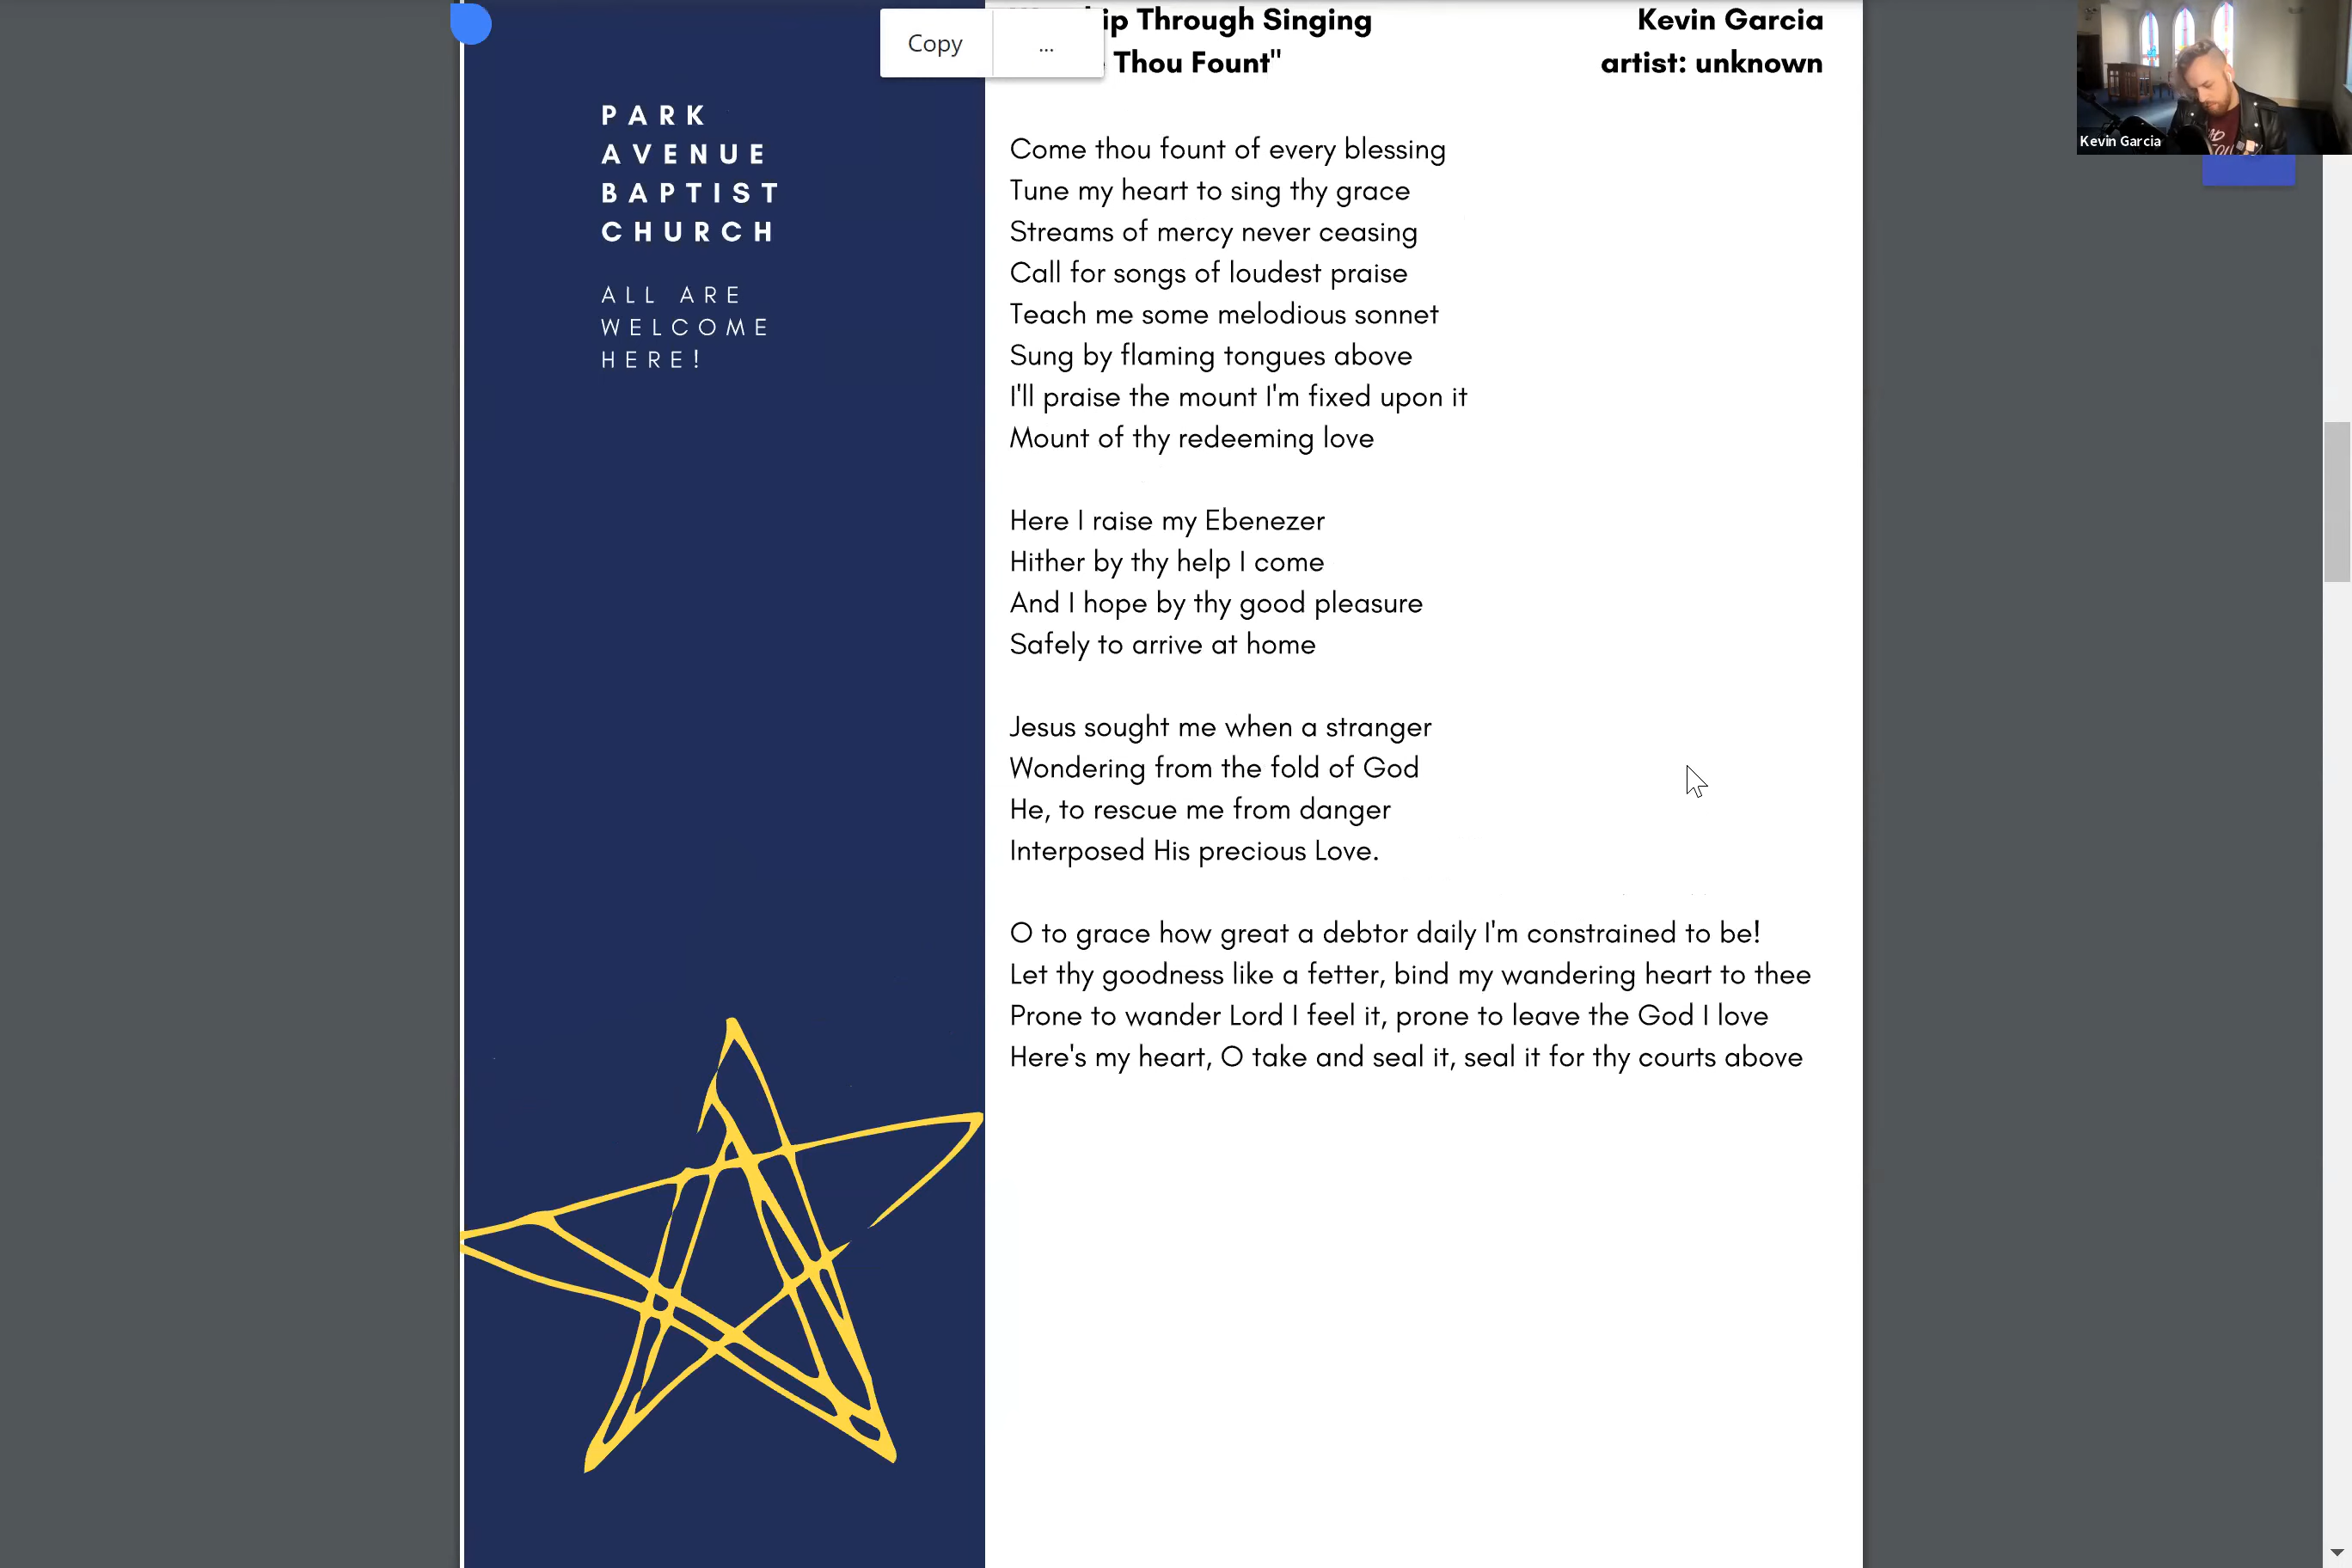 Copy
...
ip Through Singing
Thou Fount"
Kevin Garcia
artist: unknown
Kevin Garcia
PARK
AVENUE
BAPTIST
CHURCH
ALL ARE
WELCOME
HERE!
Come thou fount of every blessing
Tune my heart to sing thy grace
Streams of mercy never ceasing
Call for songs of loudest praise
Teach me some melodious sonnet
Sung by flaming tongues above
I'll praise the mount I'm fixed upon it
Mount of thy redeeming love
Here I raise my Ebenezer
Hither by thy help I come
And I hope by thy good pleasure
Safely to arrive at home
Jesus sought me when a stranger
Wondering from the fold of God
He, to rescue me from danger
Interposed His precious Love.
O to grace how great a debtor daily I'm constrained to be!
Let thy goodness like a fetter, bind my wandering heart to thee
Prone to wander Lord I feel it, prone to leave the God I love
Here's my heart, O take and seal it, seal it for thy courts above